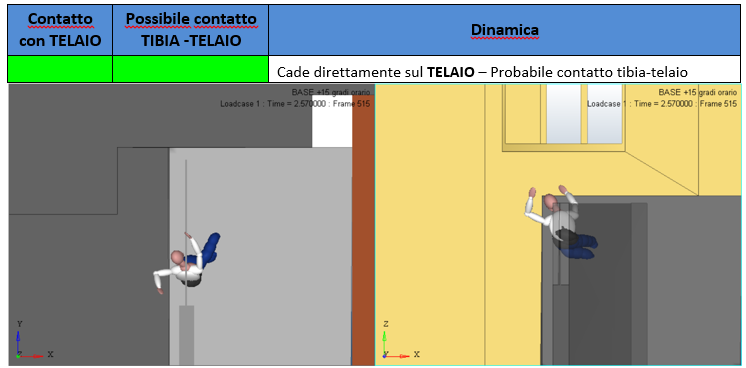 Contatto
con TELAIO
Possibile contatto
TIBIA -TELAIO
Dinamica
Cade direttamente sul TELAIO – Probabile contatto tibia-telaio
BASE +15 gradi orario
Loadcase 1 : Time = 2.570000 : Frame 515
BASE +15 gradi orario
Loadcase 1 : Time = 2.570000 : Frame 515
Y
X
Z
X